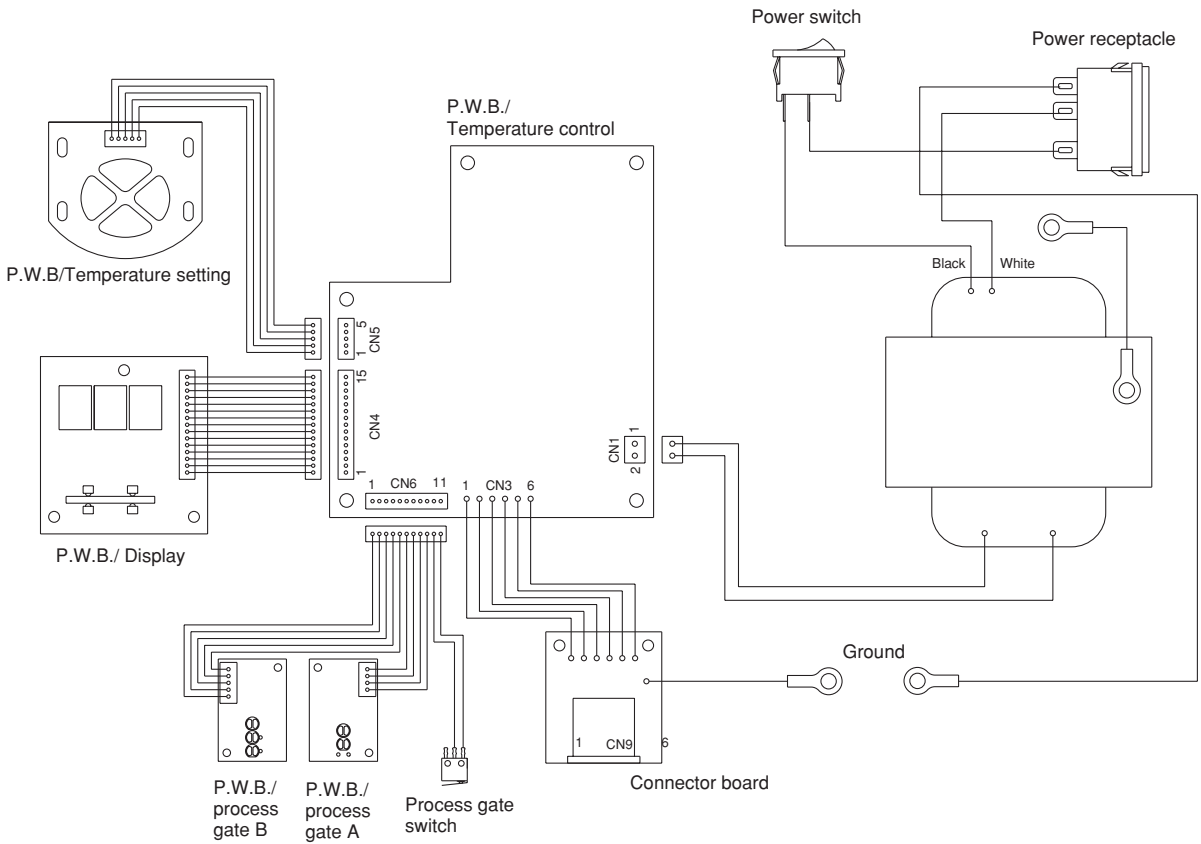 Power switch
Power receptacle
P.W.B./
Temperature control
P.W.B/Temperature setting
Black
White
5
CN5
1
15
CN4
1
1
CN1
2
1 CN6 11
1 CN3 6
P.W.B./ Display
Ground
1 CN9 6
Connector board
P.W.B./
process
gate B
P.W.B./
process
gate A
Process gate
switch